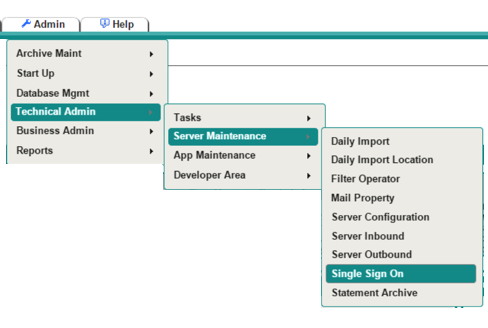 Admin
Help
Archive Maint
Start Up
Database Mgmt
Technical Admin
Business Admin
Reports
Tasks
Server Maintenance
App Maintenance
Developer Area
Daily Import
Daily Import Location
Filter Operator
Mail Property
Server Configuration
Server Inbound
Server Outbound
Single Sign On
Statement Archive